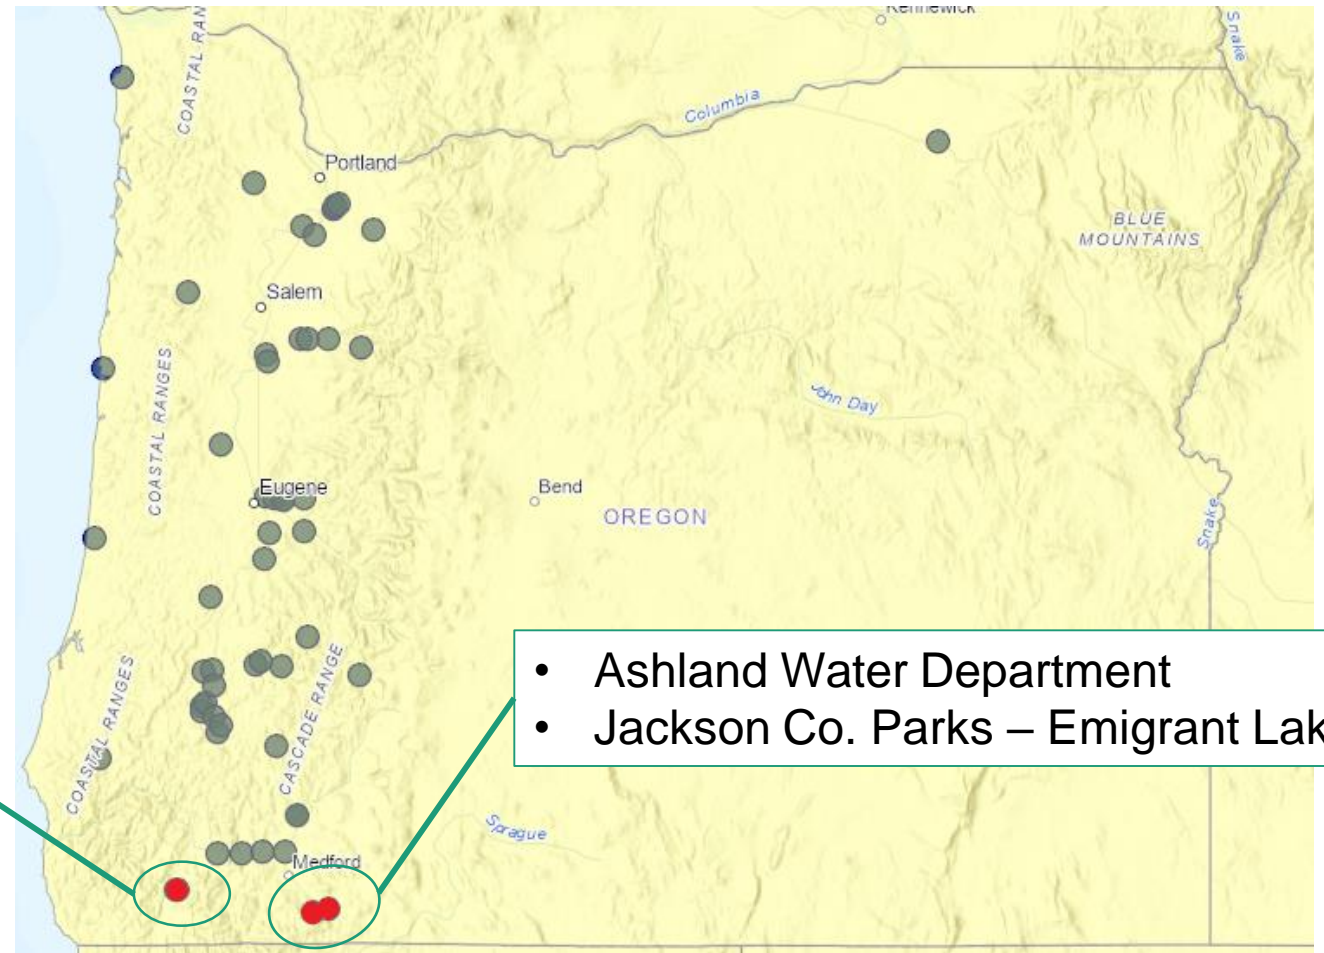 Kennewick
Snake
COASTAL RAN
Columbia
Portland
BLUE
MOUNTAINS
Salem
COASTAL RANGES
John Day
Eugene
Bend
OREGON
Snake
• Ashland Water Department
• Jackson Co. Parks – Emigrant Lak
COASTAL RANGES
CASCADE RANGE
Sprague
Medford